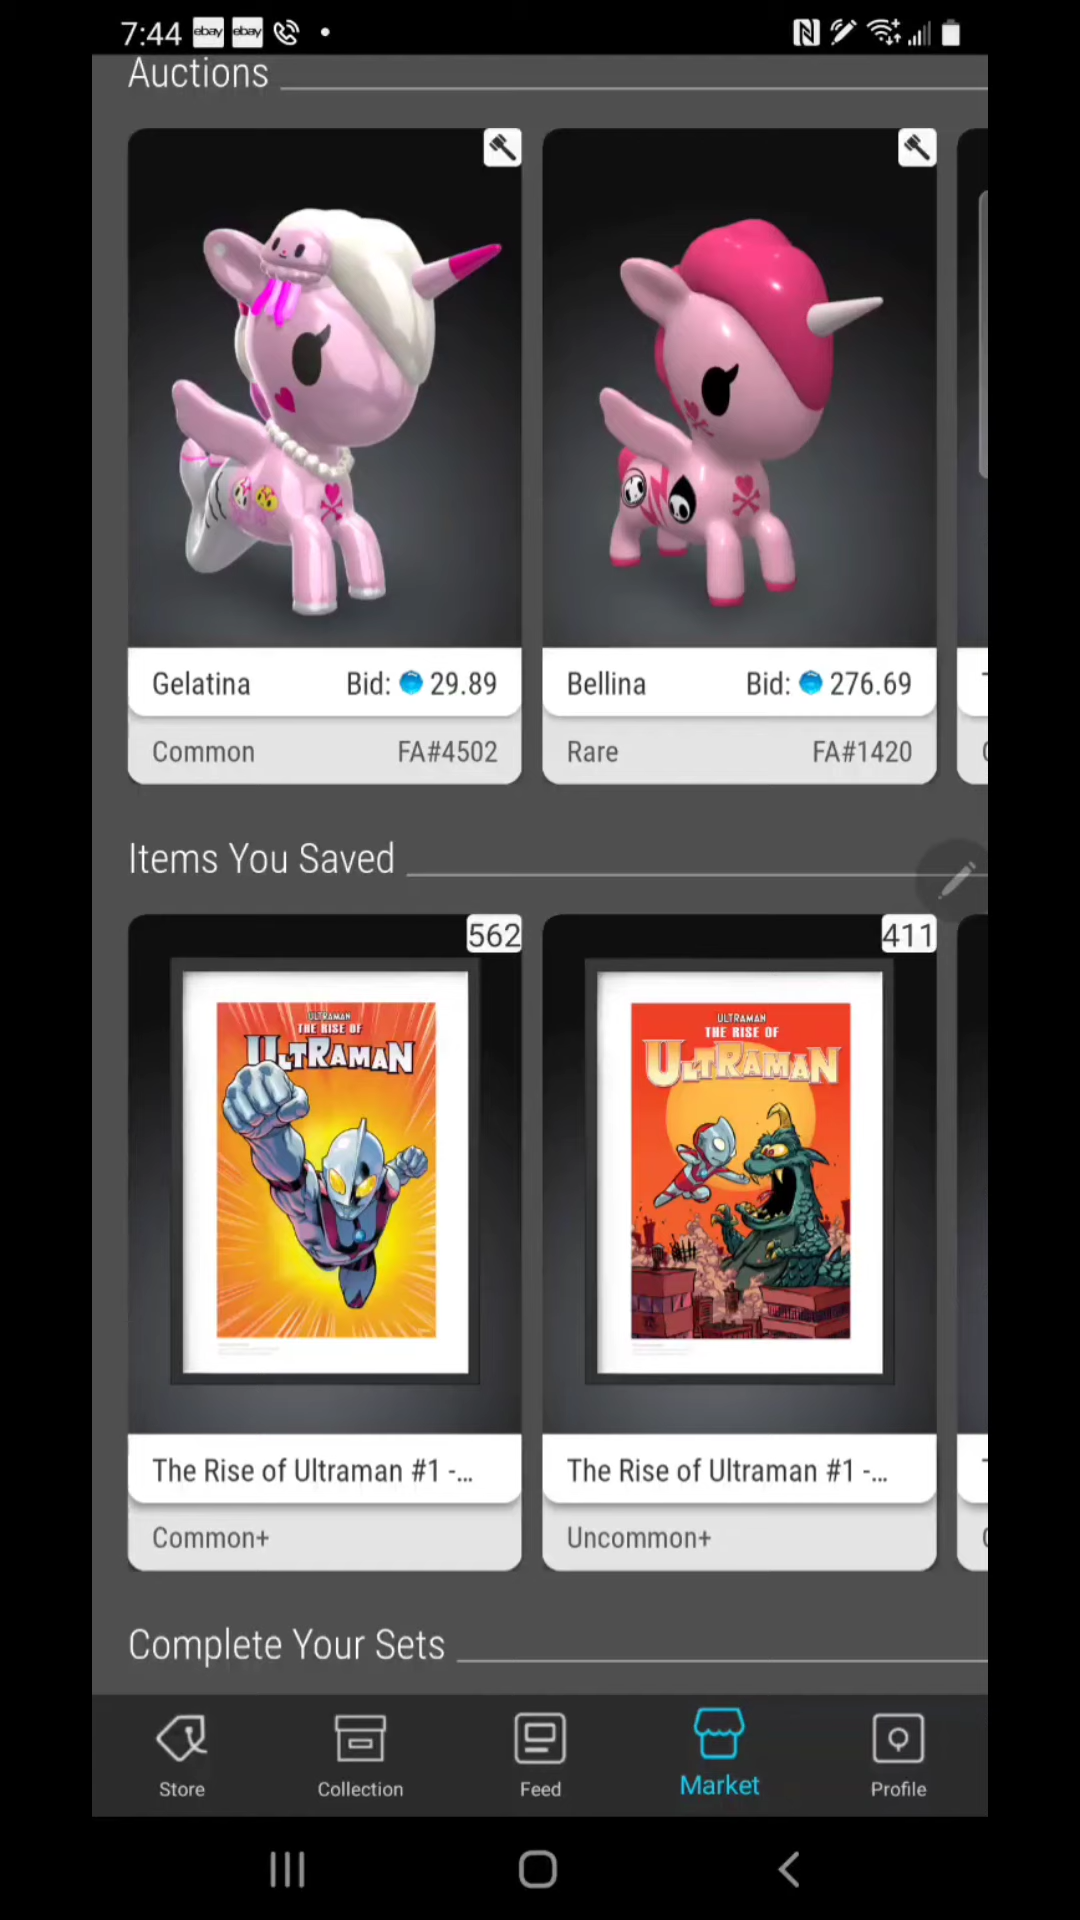 7:44 ebay ebay
Auctions
Gelatina Bid: 29.89
Common FA#4502
Bellina Bid: 276.69
Rare FA#1420
Items You Saved
562
ULTRAMAN
THE RISE OF
ULTRAMAN
The Rise of Ultraman #1 -...
Common+
411
ULTRAMAN
THE RISE OF
ULTRAMAN
The Rise of Ultraman #1 -...
Uncommon+
Complete Your Sets
Store Collection Feed Market Profile